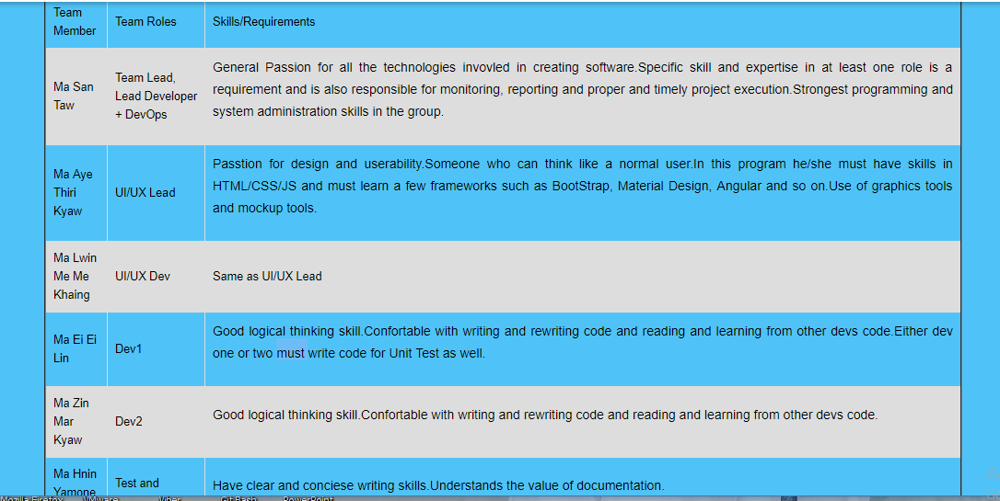 Team
Member
Team Roles
Skills/Requirements
Ma San
Taw
Team Lead,
Lead Developer
+ DevOps
General Passion for all the technologies invovled in creating software.Specific skill and expertise in at least one role is a
requirement and is also responsible for monitoring, reporting and proper and timely project execution.Strongest programming and
system administration skills in the group.
Ma Aye
Thiri
Kyaw
UI/UX Lead
Passtion for design and userability.Someone who can think like a normal user.In this program he/she must have skills in
HTML/CSS/JS and must learn a few frameworks such as BootStrap, Material Design, Angular and so on.Use of graphics tools
and mockup tools.
Ma Lwin
Me Me
Khaing
UI/UX Dev
Same as UI/UX Lead
Ma Ei Ei
Lin
Dev1
Good logical thinking skill.Confortable with writing and rewriting code and reading and learning from other devs code.Either dev
one or two must write code for Unit Test as well.
Ma Zin
Mar
Kyaw
Dev2
Good logical thinking skill.Confortable with writing and rewriting code and reading and learning from other devs code.
Ma Hnin
Yamone
Test and
Have clear and conciese writing skills.Understands the value of documentation.
Mozilla Firefox VMware Viber Git Bash PowerPoint